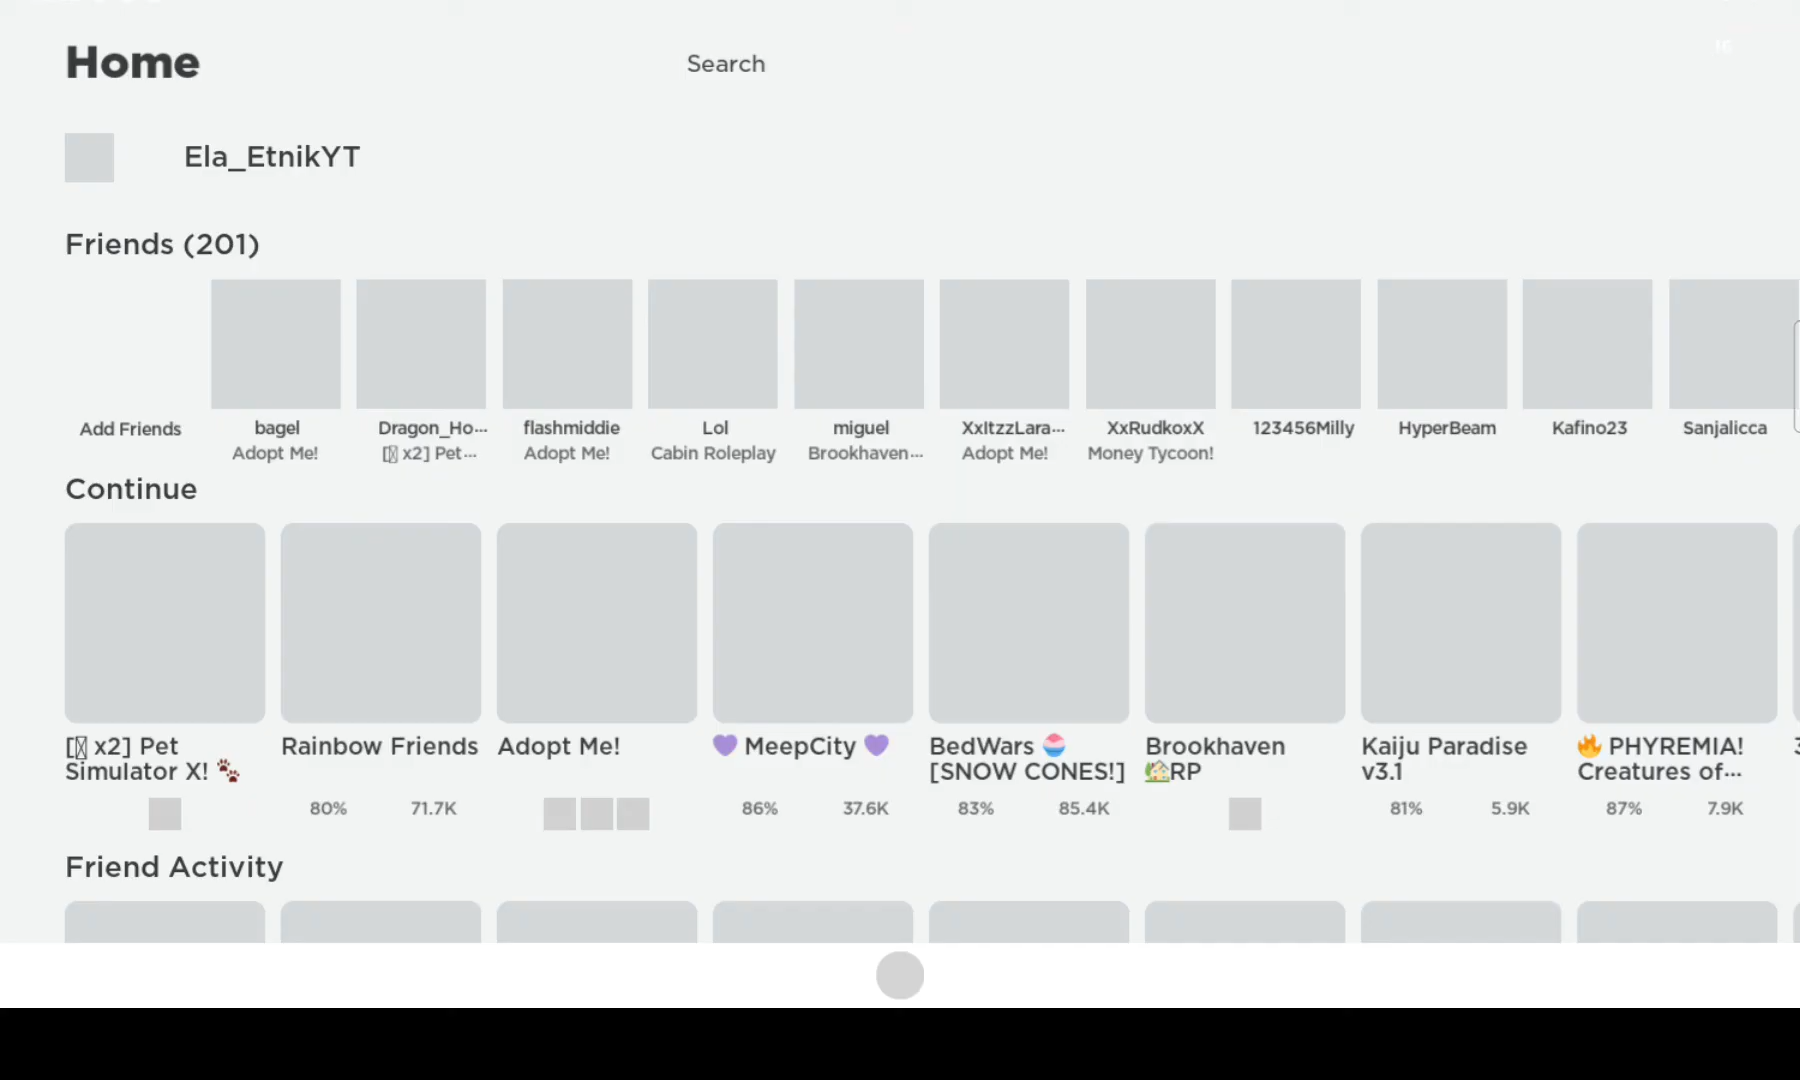 Home
Search
16
Ela_EtnikYT
Friends (201)
Add Friends
bagel
Adopt Me!
Dragon_Ho...
[▯ x2] Pet...
flashmiddie
Adopt Me!
Lol
Cabin Roleplay
miguel
Brookhaven...
XxItzzLara...
Adopt Me!
XxRudkoxX
Money Tycoon!
123456Milly
HyperBeam
Kafino23
Sanjalicca
Continue
[▯ x2] Pet
Simulator X! 🐾
Rainbow Friends
80% 71.7K
Adopt Me!
💜 MeepCity 💜
86% 37.6K
BedWars 🍧
[SNOW CONES!]
83% 85.4K
Brookhaven
🏡RP
Kaiju Paradise
v3.1
81% 5.9K
🔥 PHYREMIA!
Creatures of...
87% 7.9K
Friend Activity